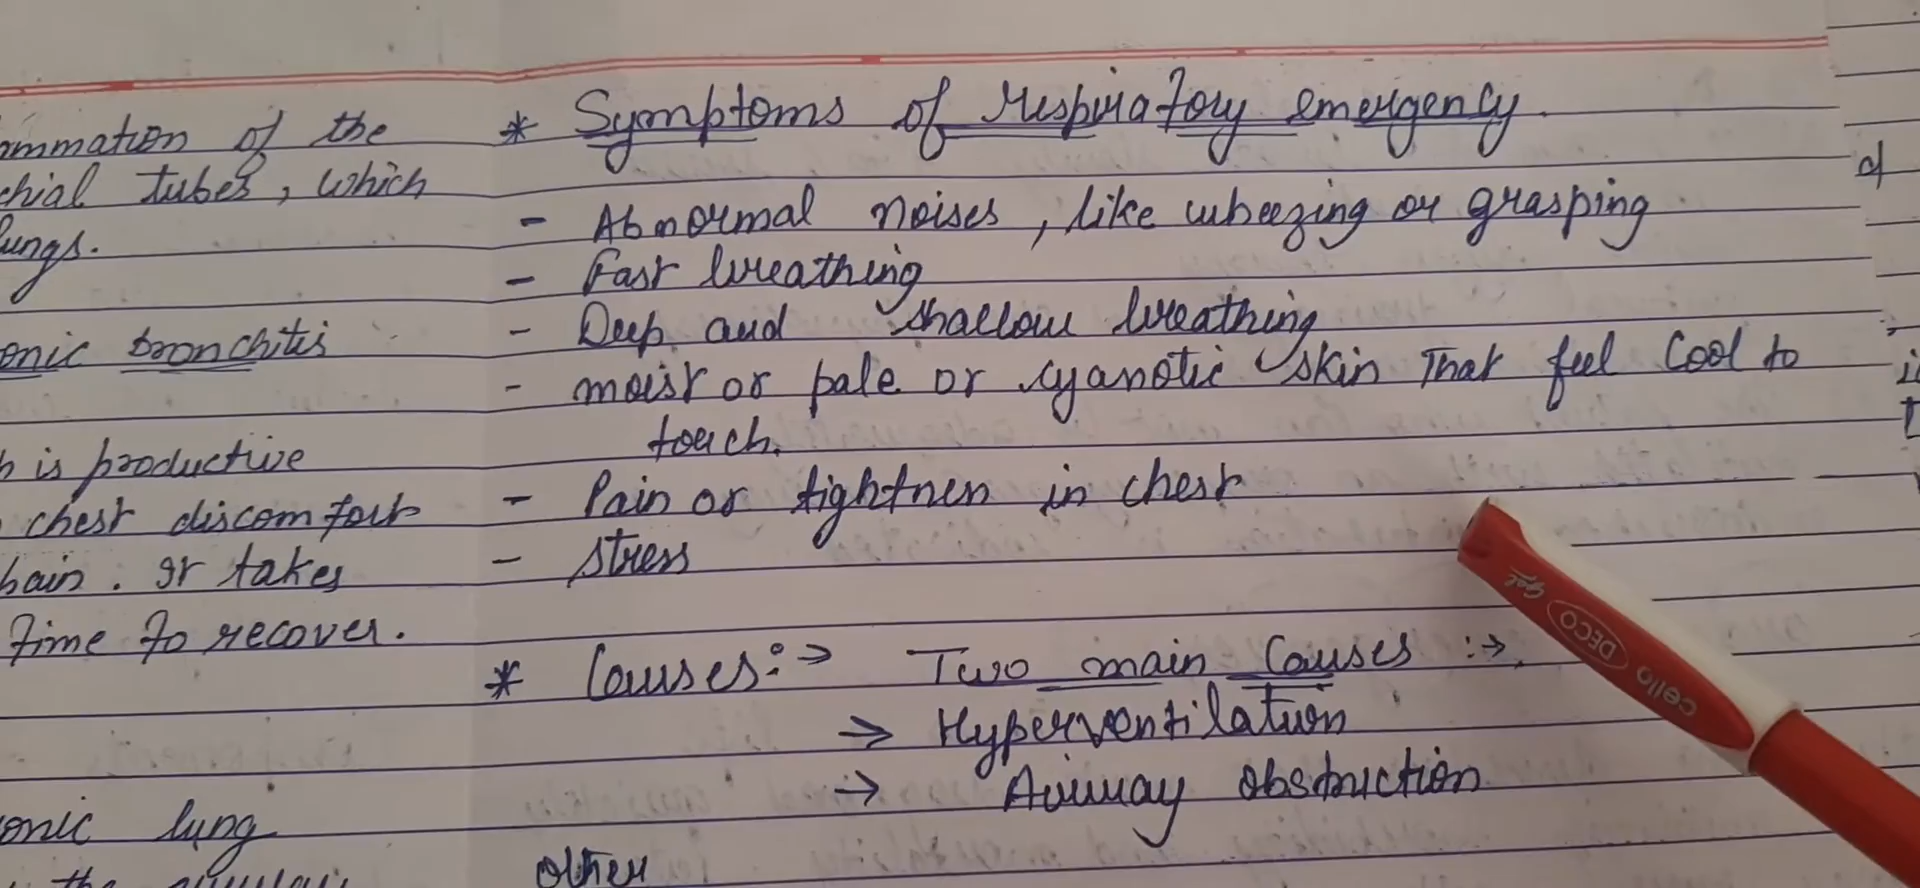 ommation of the
chial tubes, which
lungs.
onic bronchitis
h is productive
chest discomfort
pain. It takes
Time to recover.
onic lung
* Symptoms of respiratory emergency.
- Abnormal noises, like wheezing or grasping
- Fast breathing
- Deep and shallow breathing
- moist or pale or cyanotic skin That feel Cool to
touch.
- Pain or tightness in chest
- stress
* Causes:→ Two main Causes :→.
→ Hyperventilation
→ Airway obstruction
other
cello DECO Gel